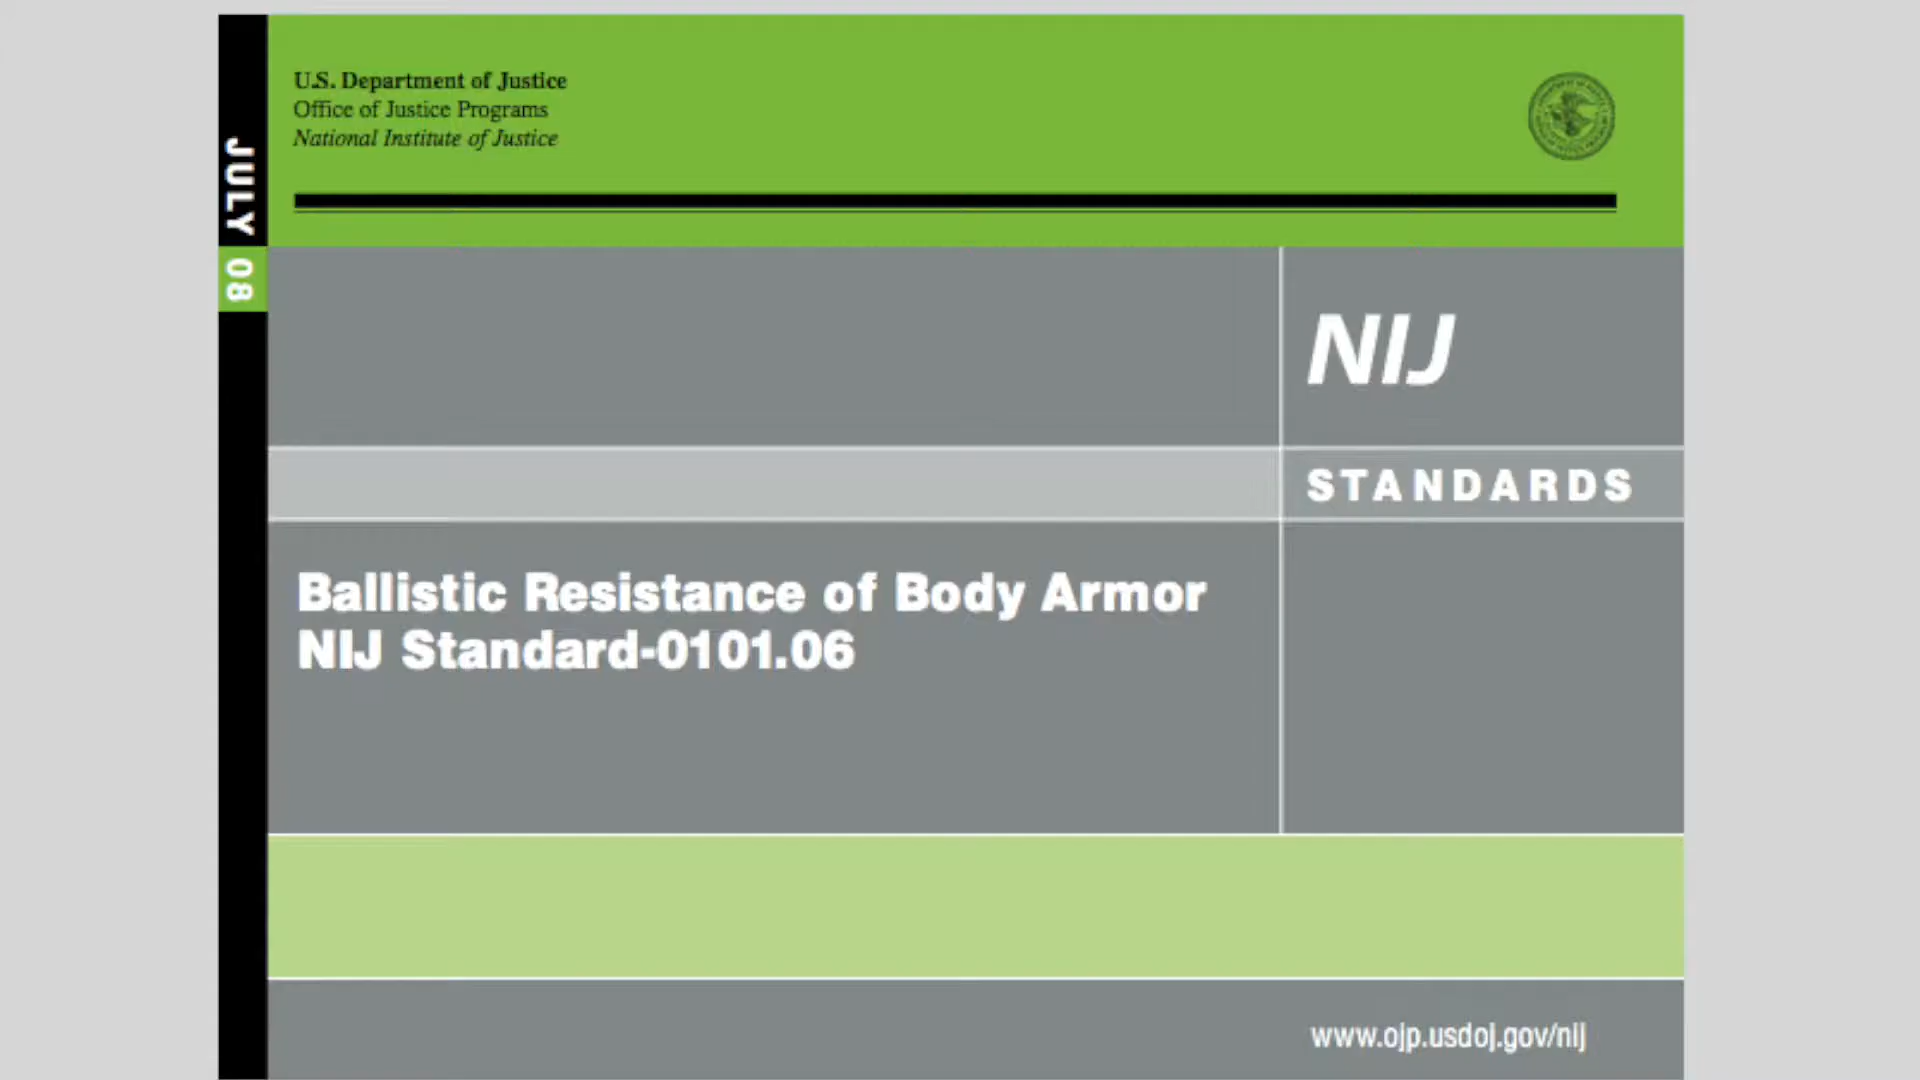 U.S. Department of Justice
Office of Justice Programs
National Institute of Justice
JULY 08
NIJ
STANDARDS
Ballistic Resistance of Body Armor
NIJ Standard-0101.06
www.ojp.usdoj.gov/nij